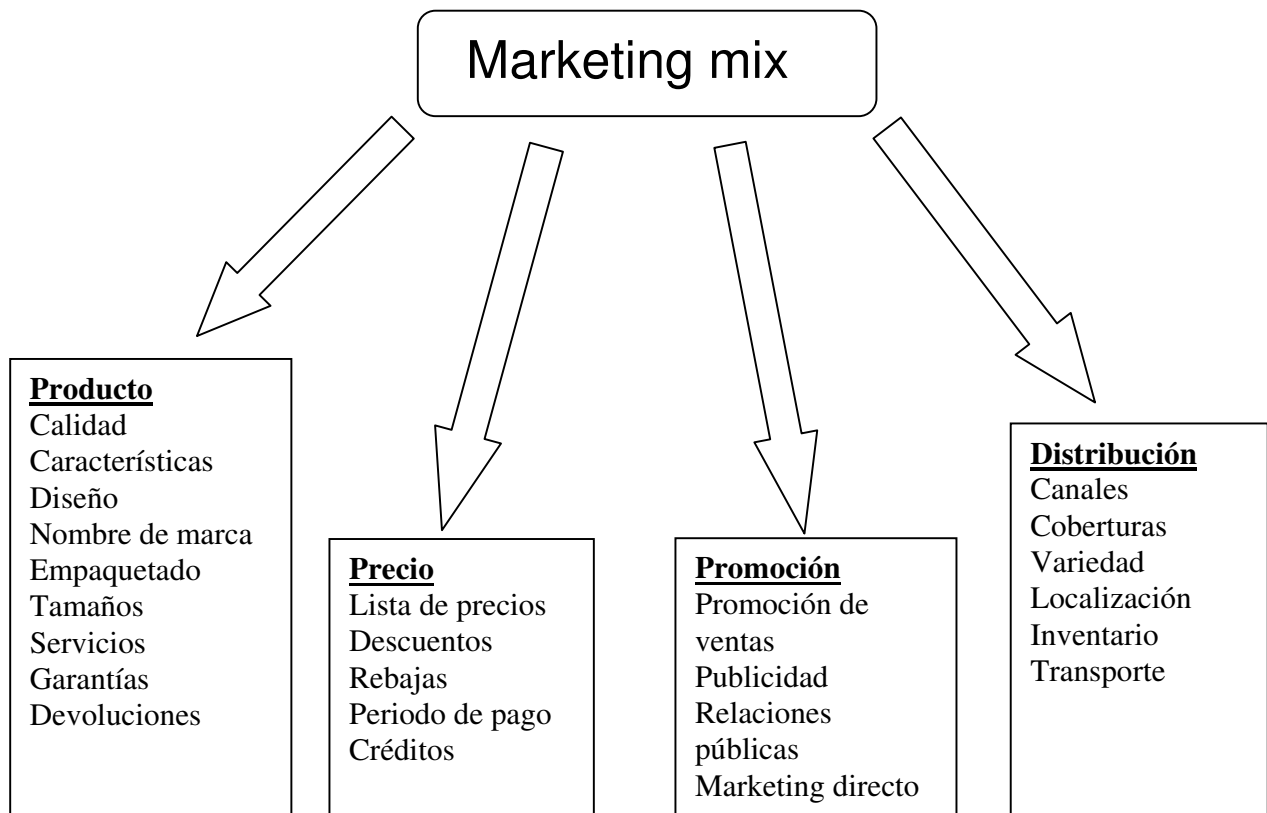 Marketing mix
Producto
Calidad
Características
Diseño
Nombre de marca
Empaquetado
Tamaños
Servicios
Garantías
Devoluciones
Precio
Lista de precios
Descuentos
Rebajas
Periodo de pago
Créditos
Promoción
Promoción de
ventas
Publicidad
Relaciones
públicas
Marketing directo
Distribución
Canales
Coberturas
Variedad
Localización
Inventario
Transporte